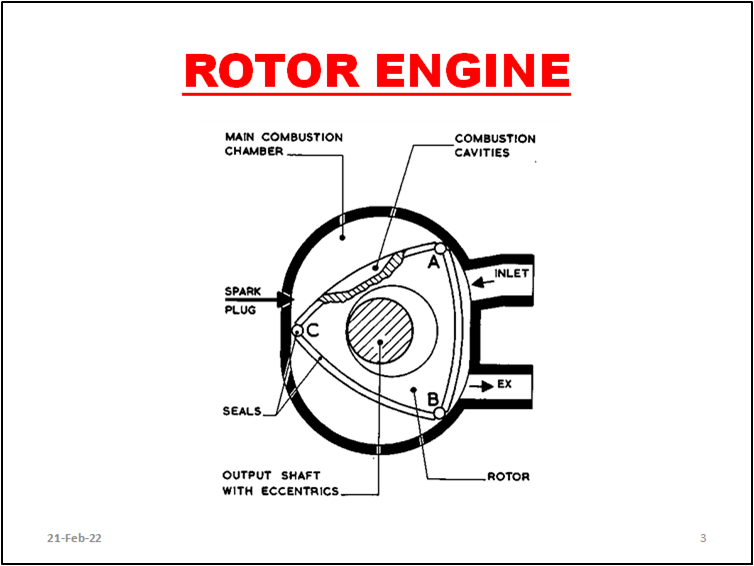 ROTOR ENGINE
MAIN COMBUSTION
CHAMBER
COMBUSTION
CAVITIES
A
INLET
SPARK
PLUG
C
EX
B
SEALS
OUTPUT SHAFT
WITH ECCENTRICS
ROTOR
21-Feb-22
3